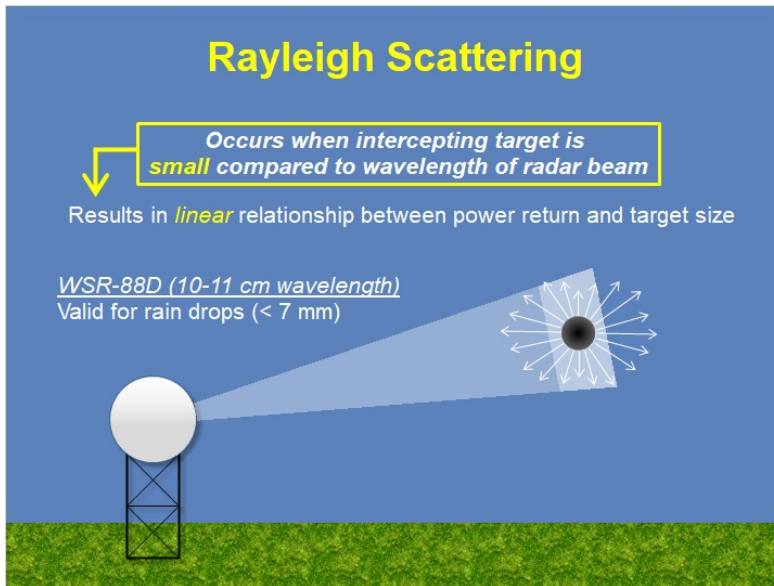 Rayleigh Scattering
Occurs when intercepting target is
small compared to wavelength of radar beam
Results in linear relationship between power return and target size
WSR-88D (10-11 cm wavelength)
Valid for rain drops (< 7 mm)